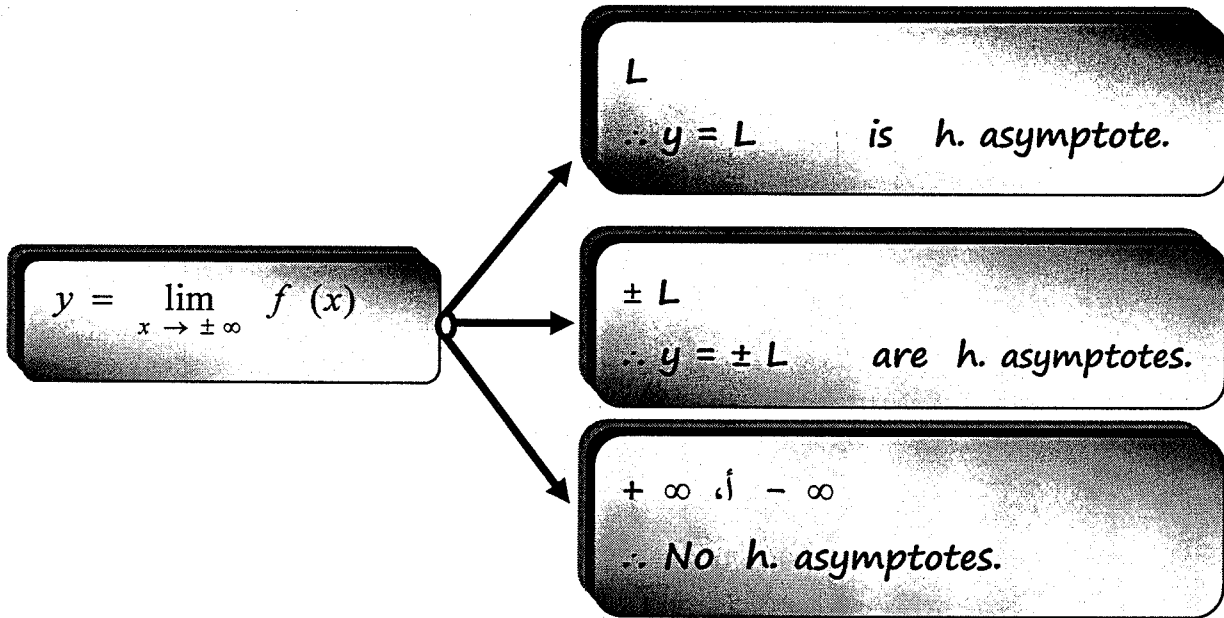 y = lim f (x)
x → ± ∞
L
∴ y = L is h. asymptote.
± L
∴ y = ± L are h. asymptotes.
+ ∞ أ، - ∞
∴ No h. asymptotes.